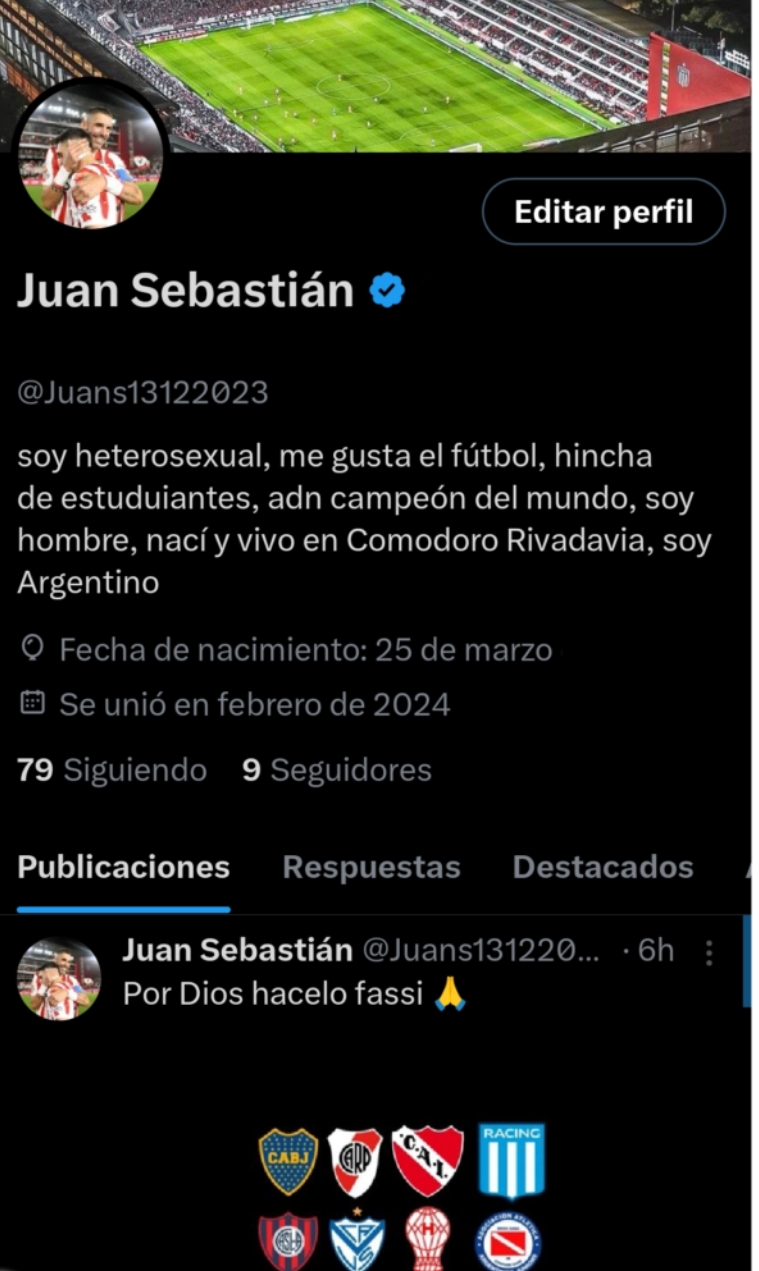 Editar perfil
Juan Sebastián
@Juans13122023
soy heterosexual, me gusta el fútbol, hincha
de estuduiantes, adn campeón del mundo, soy
hombre, nací y vivo en Comodoro Rivadavia, soy
Argentino
Fecha de nacimiento: 25 de marzo
Se unió en febrero de 2024
79 Siguiendo 9 Seguidores
Publicaciones Respuestas Destacados
Juan Sebastián @Juans131220... · 6h
Por Dios hacelo fassi 🙏
CABJ CARP C.A.I. RACING
CASLA H